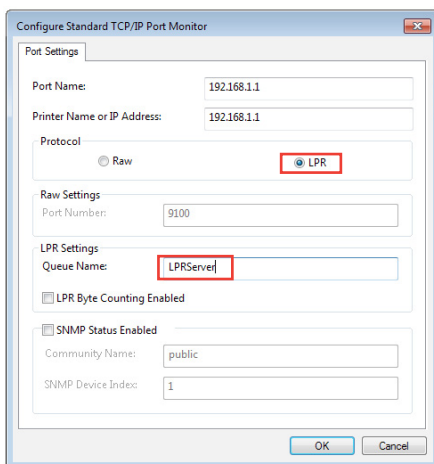 Configure Standard TCP/IP Port Monitor
Port Settings
Port Name: 192.168.1.1
Printer Name or IP Address: 192.168.1.1
Protocol
Raw LPR
Raw Settings
Port Number: 9100
LPR Settings
Queue Name: LPRServer
LPR Byte Counting Enabled
SNMP Status Enabled
Community Name: public
SNMP Device Index: 1
OK Cancel